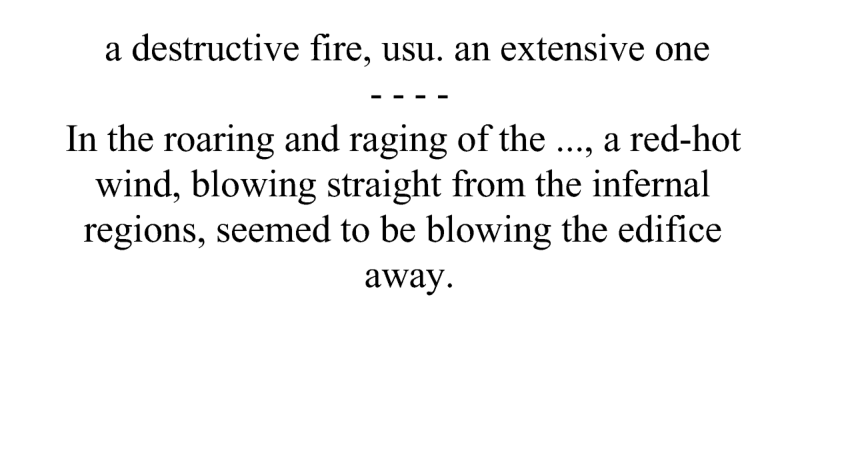 a destructive fire, usu. an extensive one
- - - -
In the roaring and raging of the ..., a red-hot
wind, blowing straight from the infernal
regions, seemed to be blowing the edifice
away.